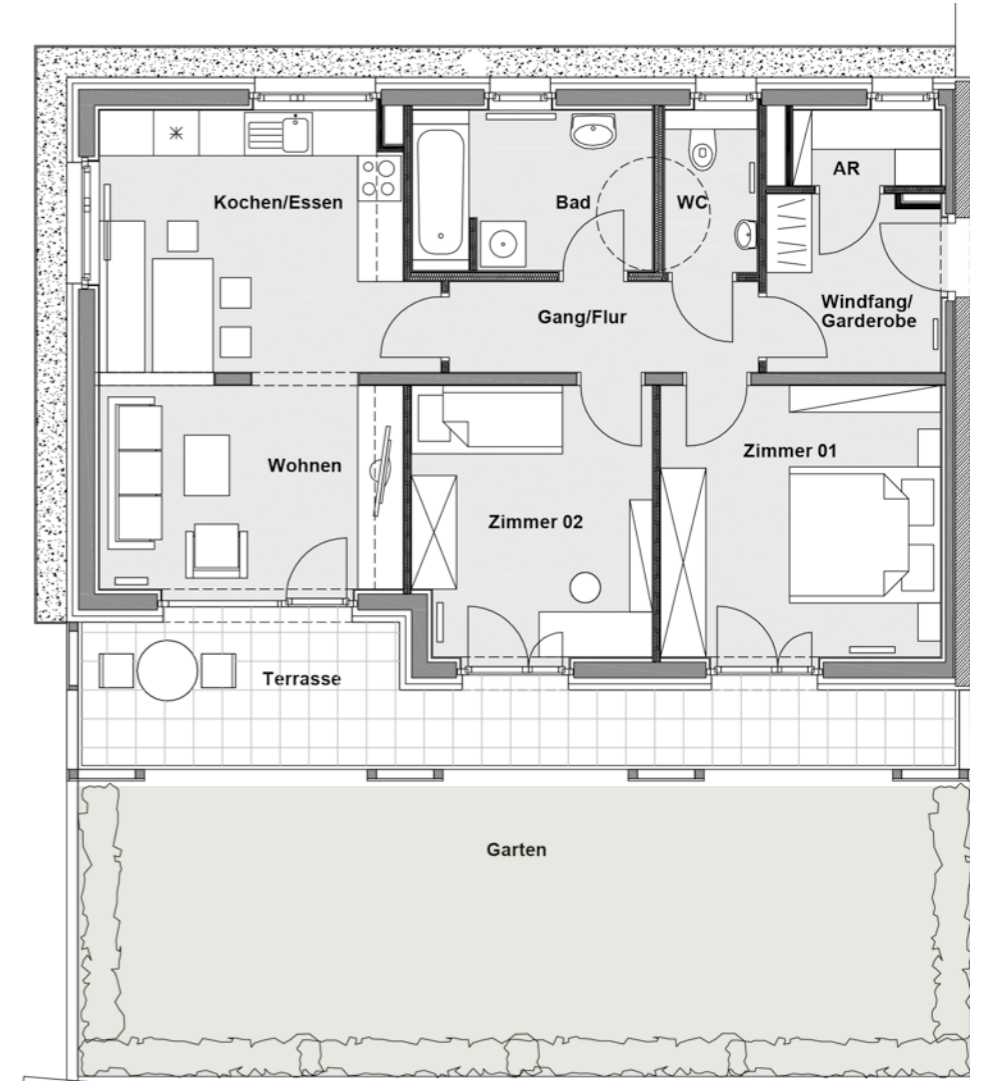 Kochen/Essen
Bad
WC
AR
Gang/Flur
Windfang/
Garderobe
Wohnen
Zimmer 02
Zimmer 01
Terrasse
Garten